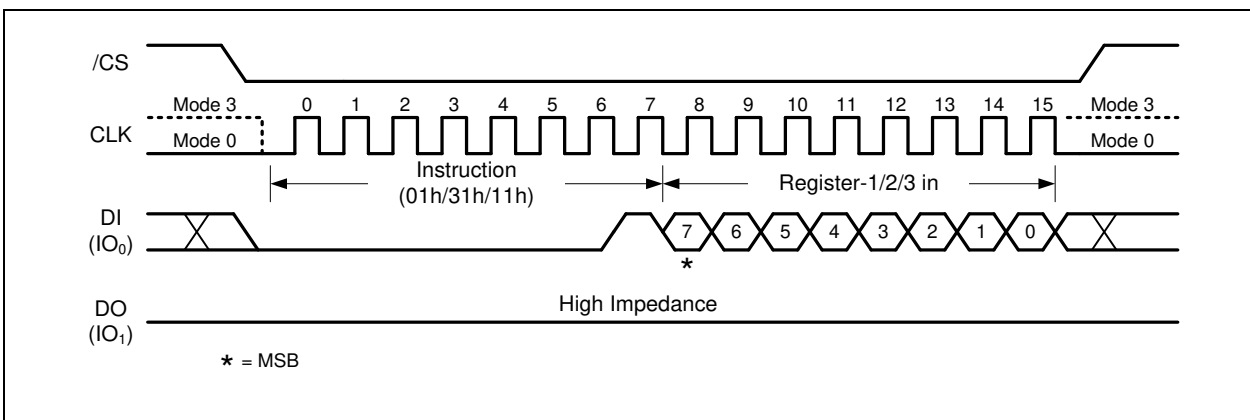 /CS
Mode 3 0 1 2 3 4 5 6 7 8 9 10 11 12 13 14 15 Mode 3
CLK Mode 0 Mode 0
Instruction
(01h/31h/11h)
Register-1/2/3 in
DI
(IO₀)
7 6 5 4 3 2 1 0
*
High Impedance
DO
(IO₁)
* = MSB